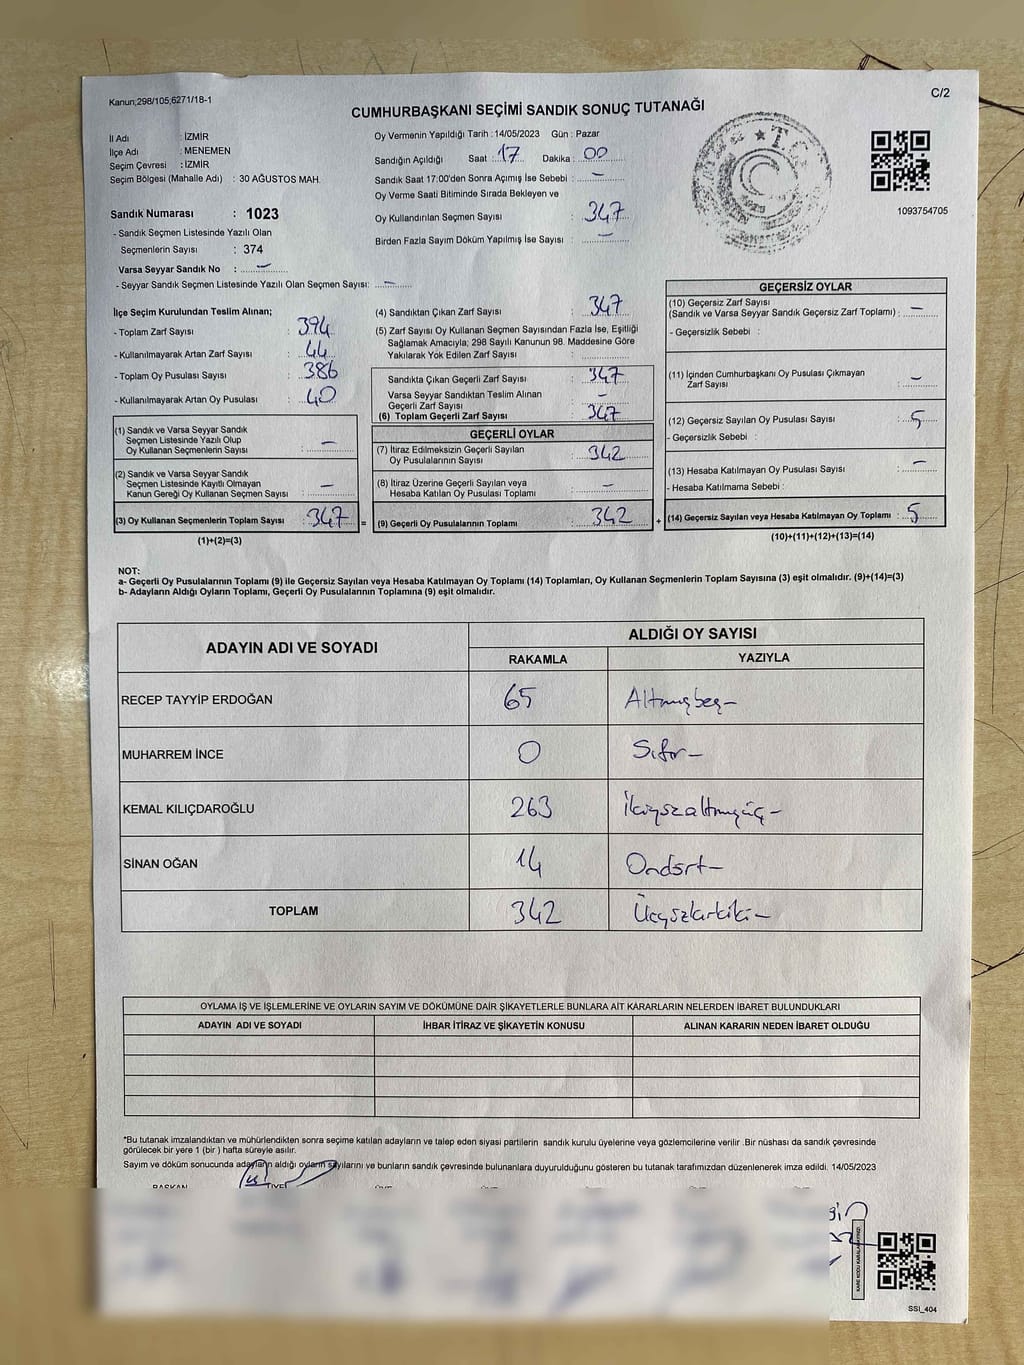 Kanun;298/105;6271/18-1
C/2
CUMHURBAŞKANI SEÇİMİ SANDIK SONUÇ TUTANAĞI
İl Adı : İZMİR
İlçe Adı : MENEMEN
Seçim Çevresi : İZMİR
Seçim Bölgesi (Mahalle Adı) : 30 AĞUSTOS MAH.
Sandık Numarası : 1023
- Sandık Seçmen Listesinde Yazılı Olan
Seçmenlerin Sayısı : 374
Varsa Seyyar Sandık No : –
- Seyyar Sandık Seçmen Listesinde Yazılı Olan Seçmen Sayısı: –
Oy Vermenin Yapıldığı Tarih :14/05/2023 Gün : Pazar
Sandığın Açıldığı Saat : 17 Dakika : 00
Sandık Saat 17:00'den Sonra Açımış İse Sebebi : –
Oy Verme Saati Bitiminde Sırada Bekleyen ve
Oy Kullandırılan Seçmen Sayısı : 347
Birden Fazla Sayım Döküm Yapılmış İse Sayısı : –
T.C.
1093754705
İlçe Seçim Kurulundan Teslim Alınan;
- Toplam Zarf Sayısı : 394
- Kullanılmayarak Artan Zarf Sayısı : 44
- Toplam Oy Pusulası Sayısı : 386
- Kullanılmayarak Artan Oy Pusulası : 40
(1) Sandık ve Varsa Seyyar Sandık
Seçmen Listesinde Yazılı Olup
Oy Kullanan Seçmenlerin Sayısı : –
(2) Sandık ve Varsa Seyyar Sandık
Seçmen Listesinde Kayıtlı Olmayan
Kanun Gereği Oy Kullanan Seçmen Sayısı : –
(3) Oy Kullanan Seçmenlerin Toplam Sayısı : 347 =
(1)+(2)=(3)
(4) Sandıktan Çıkan Zarf Sayısı : 347
(5) Zarf Sayısı Oy Kullanan Seçmen Sayısından Fazla İse, Eşitliği
Sağlamak Amacıyla; 298 Sayılı Kanunun 98. Maddesine Göre
Yakılarak Yok Edilen Zarf Sayısı :
Sandıkta Çıkan Geçerli Zarf Sayısı : 347
Varsa Seyyar Sandıktan Teslim Alınan
Geçerli Zarf Sayısı : –
(6) Toplam Geçerli Zarf Sayısı : 347
GEÇERLİ OYLAR
(7) İtiraz Edilmeksizin Geçerli Sayılan
Oy Pusulalarının Sayısı : 342
(8) İtiraz Üzerine Geçerli Sayılan veya
Hesaba Katılan Oy Pusulası Toplamı : –
(9) Geçerli Oy Pusulalarının Toplamı : 342 +
GEÇERSİZ OYLAR
(10) Geçersiz Zarf Sayısı
(Sandık ve Varsa Seyyar Sandık Geçersiz Zarf Toplamı) : –
- Geçersizlik Sebebi :
(11) İçinden Cumhurbaşkanı Oy Pusulası Çıkmayan
Zarf Sayısı : –
(12) Geçersiz Sayılan Oy Pusulası Sayısı : 5
- Geçersizlik Sebebi :
(13) Hesaba Katılmayan Oy Pusulası Sayısı : –
- Hesaba Katılmama Sebebi :
(14) Geçersiz Sayılan veya Hesaba Katılmayan Oy Toplamı : 5
(10)+(11)+(12)+(13)=(14)
NOT:
a- Geçerli Oy Pusulalarının Toplamı (9) ile Geçersiz Sayılan veya Hesaba Katılmayan Oy Toplamı (14) Toplamları, Oy Kullanan Seçmenlerin Toplam Sayısına (3) eşit olmalıdır. (9)+(14)=(3)
b- Adayların Aldığı Oyların Toplamı, Geçerli Oy Pusulalarının Toplamına (9) eşit olmalıdır.
ADAYIN ADI VE SOYADI ALDIĞI OY SAYISI
RAKAMLA YAZIYLA
RECEP TAYYİP ERDOĞAN 65 Altmışbeş–
MUHARREM İNCE 0 Sıfır–
KEMAL KILIÇDAROĞLU 263 İkiyüzaltmışüç–
SİNAN OĞAN 14 Ondört–
TOPLAM 342 Üçyüzkırkiki–
OYLAMA İŞ VE İŞLEMLERİNE VE OYLARIN SAYIM VE DÖKÜMÜNE DAİR ŞİKAYETLERLE BUNLARA AİT KARARLARIN NELERDEN İBARET BULUNDUKLARI
ADAYIN ADI VE SOYADI İHBAR İTİRAZ VE ŞİKAYETİN KONUSU ALINAN KARARIN NEDEN İBARET OLDUĞU
*Bu tutanak imzalandıktan ve mühürlendikten sonra seçime katılan adayların ve talep eden siyasi partilerin sandık kurulu üyelerine veya gözlemcilerine verilir .Bir nüshası da sandık çevresinde
görülecek bir yere 1 (bir ) hafta süreyle asılır.
Sayım ve döküm sonucunda adayların aldığı oyların sayılarını ve bunların sandık çevresinde bulunanlara duyurulduğunu gösteren bu tutanak tarafımızdan düzenlenerek imza edildi. 14/05/2023
BAŞKAN
KARE KODU KARALAMAYINIZ!
SSI_404